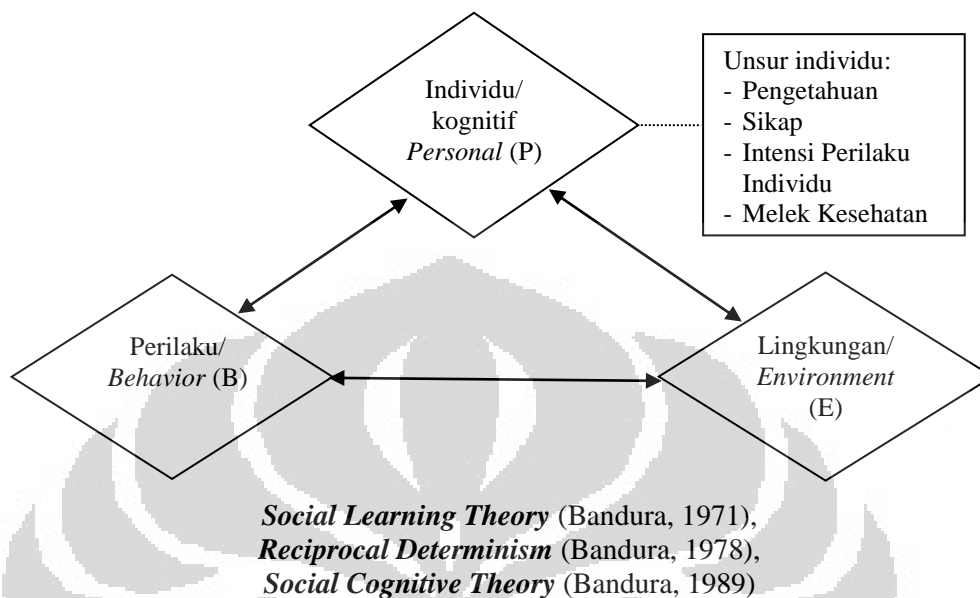 Individu/
kognitif
Personal (P)
Unsur individu:
- Pengetahuan
- Sikap
- Intensi Perilaku
Individu
- Melek Kesehatan
Perilaku/
Behavior (B)
Lingkungan/
Environment
(E)
Social Learning Theory (Bandura, 1971),
Reciprocal Determinism (Bandura, 1978),
Social Cognitive Theory (Bandura, 1989)